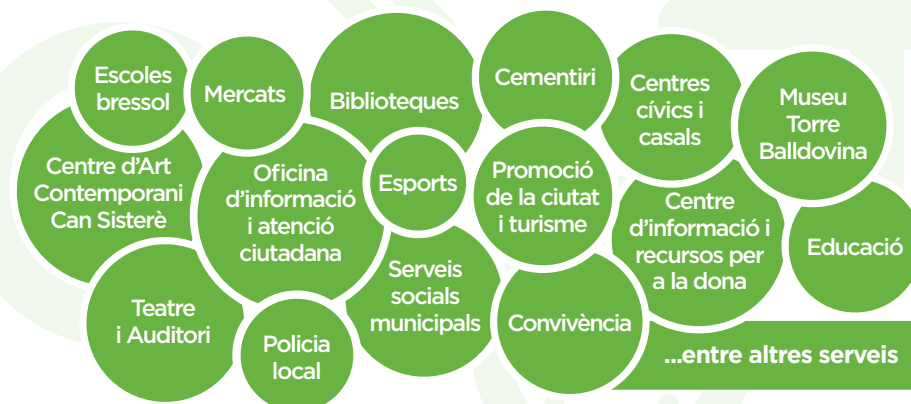 Escoles
bressol
Mercats
Biblioteques
Cementiri
Centres
cívics i
casals
Museu
Torre
Balldovina
Centre d'Art
Contemporani
Can Sisterè
Oficina
d'informació
i atenció
ciutadana
Esports
Promoció
de la ciutat
i turisme
Centre
d'informació i
recursos per
a la dona
Educació
Teatre
i Auditori
Policia
local
Serveis
socials
municipals
Convivència
...entre altres serveis